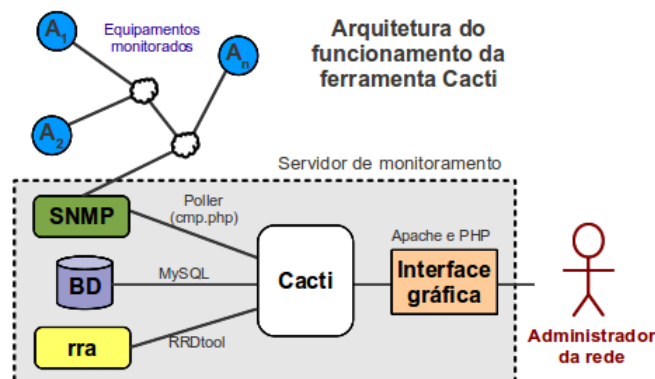 Arquitetura do
funcionamento da
ferramenta Cacti
Equipamentos
monitorados
A1
An
A2
Servidor de monitoramento
SNMP
Poller
(cmp.php)
BD
MySQL
Cacti
Apache e PHP
Interface
gráfica
rra
RRDtool
Administrador
da rede